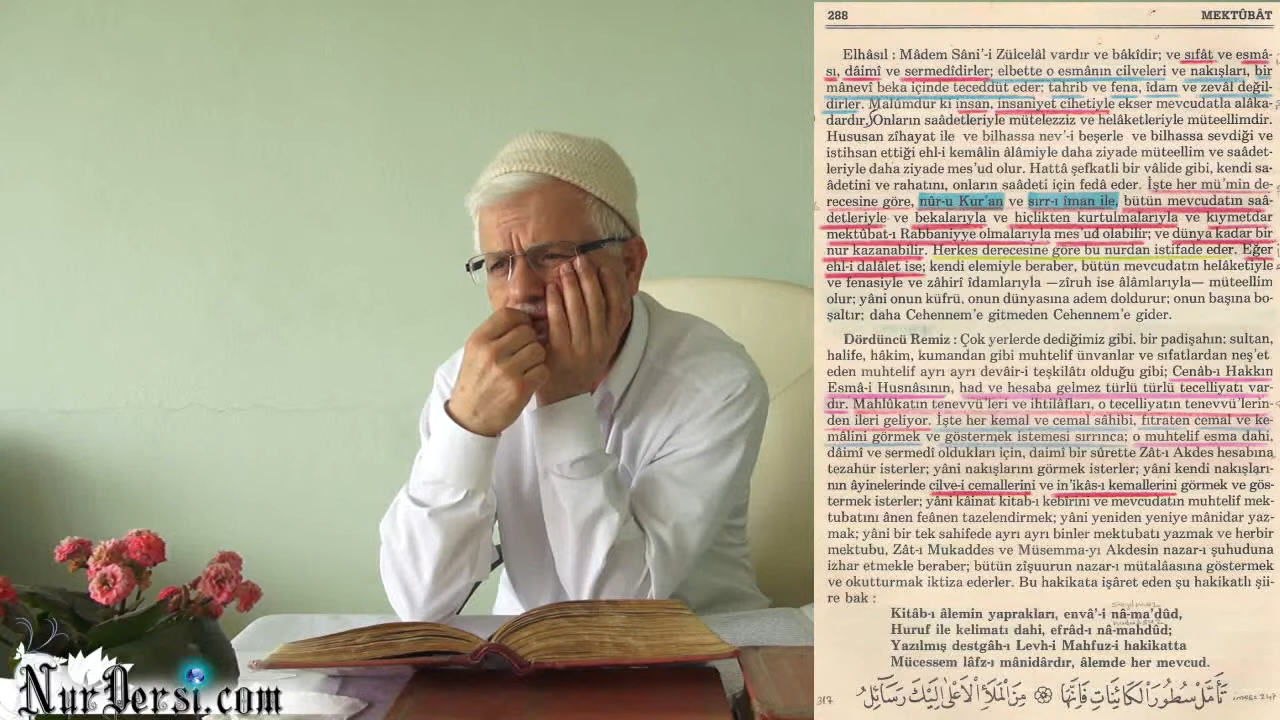 288 MEKTÛBÂT
Elhâsıl : Mâdem Sâni'-i Zülcelâl vardır ve bâkîdir; ve sıfât ve esmâ-
sı, dâimî ve sermedîdirler; elbette o esmânın cilveleri ve nakışları, bir
mânevî beka içinde teceddüt eder; tahrib ve fena, îdam ve zevâl değil-
dirler. Malûmdur ki insan, insaniyet cihetiyle ekser mevcudatla alâka-
dardır. Onların saâdetleriyle mütelezziz ve helâketleriyle müteellimdir.
Hususan zîhayat ile ve bilhassa nev'-i beşerle ve bilhassa sevdiği ve
istihsan ettiği ehl-i kemâlin âlâmiyle daha ziyade müteellim ve saâdet-
leriyle daha ziyade mes'ud olur. Hattâ şefkatli bir vâlide gibi, kendi sa-
âdetini ve rahatını, onların saâdeti için fedâ eder. İşte her mü'min de-
recesine göre, nûr-u Kur'an ve sırr-ı îman ile, bütün mevcudatın saâ-
detleriyle ve bekalarıyla ve hiçlikten kurtulmalarıyla ve kıymetdar
mektûbat-ı Rabbaniyye olmalarıyla mes'ud olabilir; ve dünya kadar bir
nur kazanabilir. Herkes derecesine göre bu nurdan istifade eder. Eğer
ehl-i dalâlet ise; kendi elemiyle beraber, bütün mevcudatın helâketiyle
ve fenasiyle ve zâhirî îdamlarıyla —zîruh ise âlâmlarıyla— müteellim
olur; yâni onun küfrü, onun dünyasına adem doldurur; onun başına bo-
şaltır; daha Cehennem'e gitmeden Cehennem'e gider.
Dördüncü Remiz : Çok yerlerde dediğimiz gibi, bir padişahın: sultan,
halife, hâkim, kumandan gibi muhtelif ünvanlar ve sıfatlardan neş'et
eden muhtelif ayrı ayrı devâir-i teşkilâtı olduğu gibi; Cenâb-ı Hakkın
Esmâ-i Husnâsının, had ve hesaba gelmez türlü türlü tecelliyatı var-
dır. Mahlûkatın tenevvü'leri ve ihtilâfları, o tecelliyatın tenevvü'lerin-
den ileri geliyor. İşte her kemal ve cemal sâhibi, fıtraten cemal ve ke-
mâlini görmek ve göstermek istemesi sırrınca; o muhtelif esma dahi,
dâimî ve sermedî oldukları için, daimî bir sûrette Zât-ı Akdes hesabına
tezahür isterler; yâni nakışlarını görmek isterler; yâni kendi nakışları-
nın âyinelerinde cilve-i cemallerini ve in'ikâs-ı kemallerini görmek ve gös-
termek isterler; yâni kâinat kitab-ı kebîrini ve mevcudatın muhtelif mek-
tubatını ânen feânen tazelendirmek; yâni yeniden yeniye mânidar yaz-
mak; yâni bir tek sahifede ayrı ayrı binler mektubatı yazmak ve herbir
mektubu, Zât-ı Mukaddes ve Müsemma-yı Akdesin nazar-ı şuhuduna
izhar etmekle beraber; bütün zîşuurun nazar-ı mütalâasına göstermek
ve okutturmak iktiza ederler. Bu hakikata işâret eden şu hakikatlı şii-
re bak :
Kitâb-ı âlemin yaprakları, envâ'-i nâ-ma'dûd,
Huruf ile kelimatı dahi, efrâd-ı nâ-mahdûd;
Yazılmış destgâh-ı Levh-i Mahfuz-i hakikatta
Mücessem lâfz-ı mânidârdır, âlemde her mevcud.
تَأَمَّلْ سُطُورَ الْكَائِنَاتِ فَاِنَّهَا ۞ مِنَ الْمَلَأِ الْاَعْلٰى اِلَيْكَ رَسَائِلُ
NurDersi.com